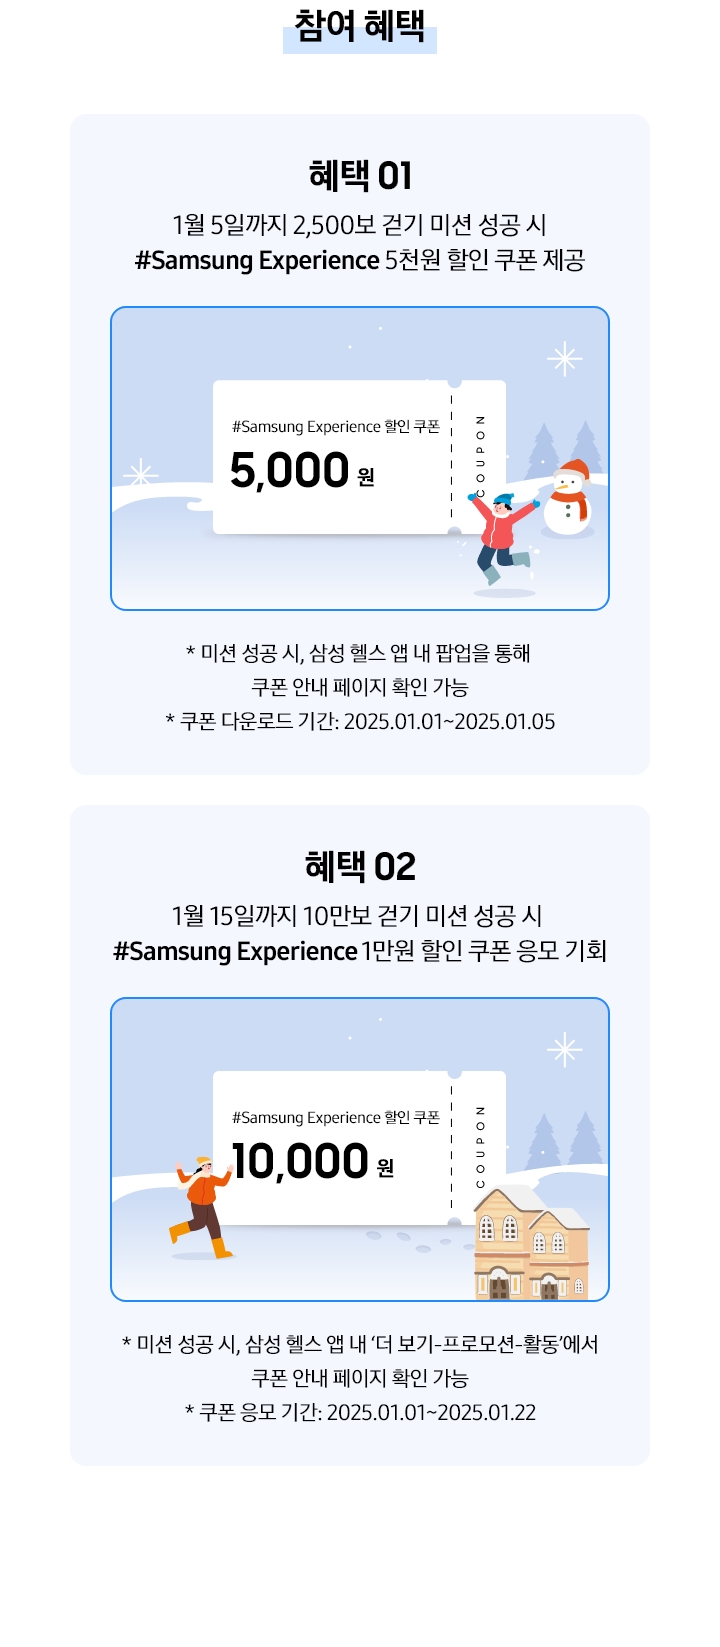 참여 혜택
혜택 01
1월 5일까지 2,500보 걷기 미션 성공 시
#Samsung Experience 5천원 할인 쿠폰 제공
#Samsung Experience 할인 쿠폰
5,000 원
COUPON
* 미션 성공 시, 삼성 헬스 앱 내 팝업을 통해
쿠폰 안내 페이지 확인 가능
* 쿠폰 다운로드 기간: 2025.01.01~2025.01.05
혜택 02
1월 15일까지 10만보 걷기 미션 성공 시
#Samsung Experience 1만원 할인 쿠폰 응모 기회
#Samsung Experience 할인 쿠폰
10,000 원
COUPON
* 미션 성공 시, 삼성 헬스 앱 내 ‘더 보기-프로모션-활동’에서
쿠폰 안내 페이지 확인 가능
* 쿠폰 응모 기간: 2025.01.01~2025.01.22